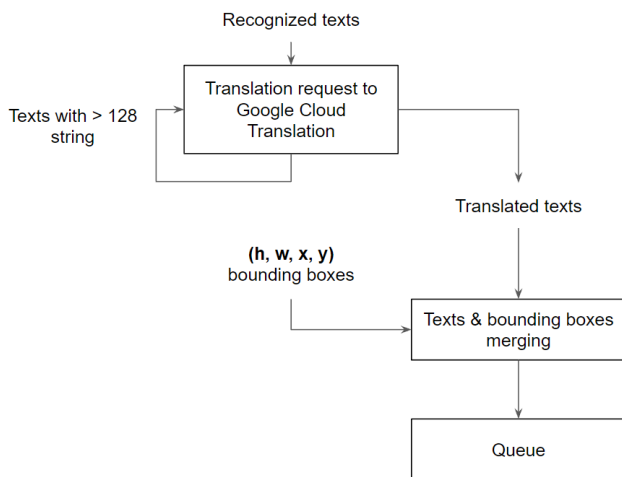 Recognized texts
Translation request to
Google Cloud
Translation
Texts with > 128
string
Translated texts
(h, w, x, y)
bounding boxes
Texts & bounding boxes
merging
Queue